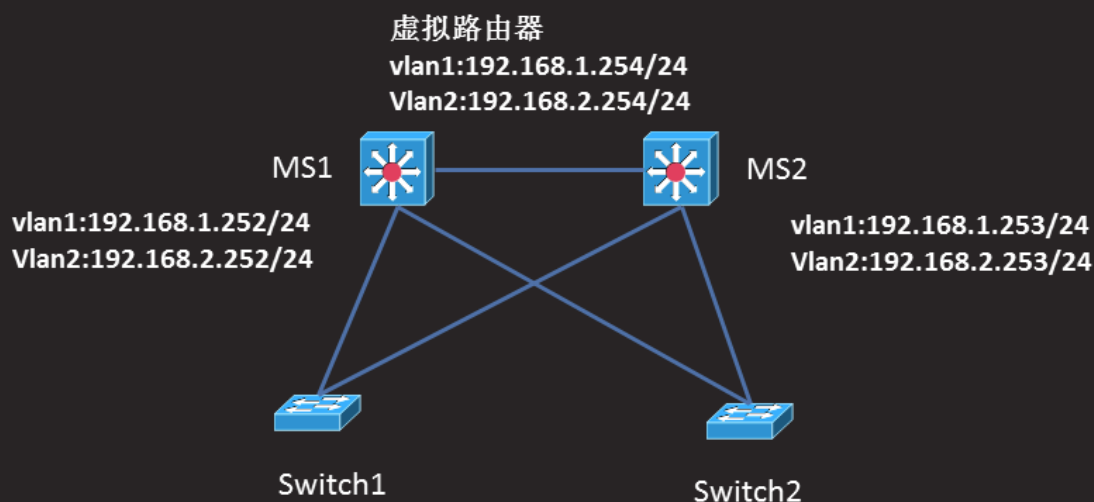 虚拟路由器
vlan1:192.168.1.254/24
Vlan2:192.168.2.254/24
MS1
MS2
vlan1:192.168.1.252/24
Vlan2:192.168.2.252/24
vlan1:192.168.1.253/24
Vlan2:192.168.2.253/24
Switch1
Switch2